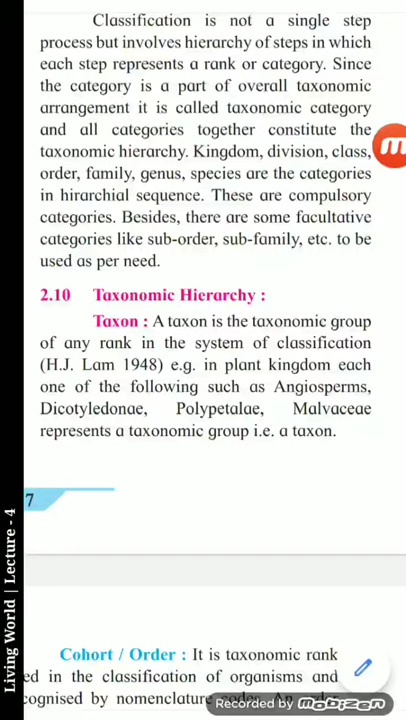 Classification is not a single step
process but involves hierarchy of steps in which
each step represents a rank or category. Since
the category is a part of overall taxonomic
arrangement it is called taxonomic category
and all categories together constitute the
taxonomic hierarchy. Kingdom, division, class,
order, family, genus, species are the categories
in hirarchial sequence. These are compulsory
categories. Besides, there are some facultative
categories like sub-order, sub-family, etc. to be
used as per need.
2.10 Taxonomic Hierarchy :
Taxon : A taxon is the taxonomic group
of any rank in the system of classification
(H.J. Lam 1948) e.g. in plant kingdom each
one of the following such as Angiosperms,
Dicotyledonae, Polypetalae, Malvaceae
represents a taxonomic group i.e. a taxon.
7
Cohort / Order : It is taxonomic rank
ed in the classification of organisms and
cognised by nomenclature codes. An order
Living World | Lecture - 4
Recorded by mobizen